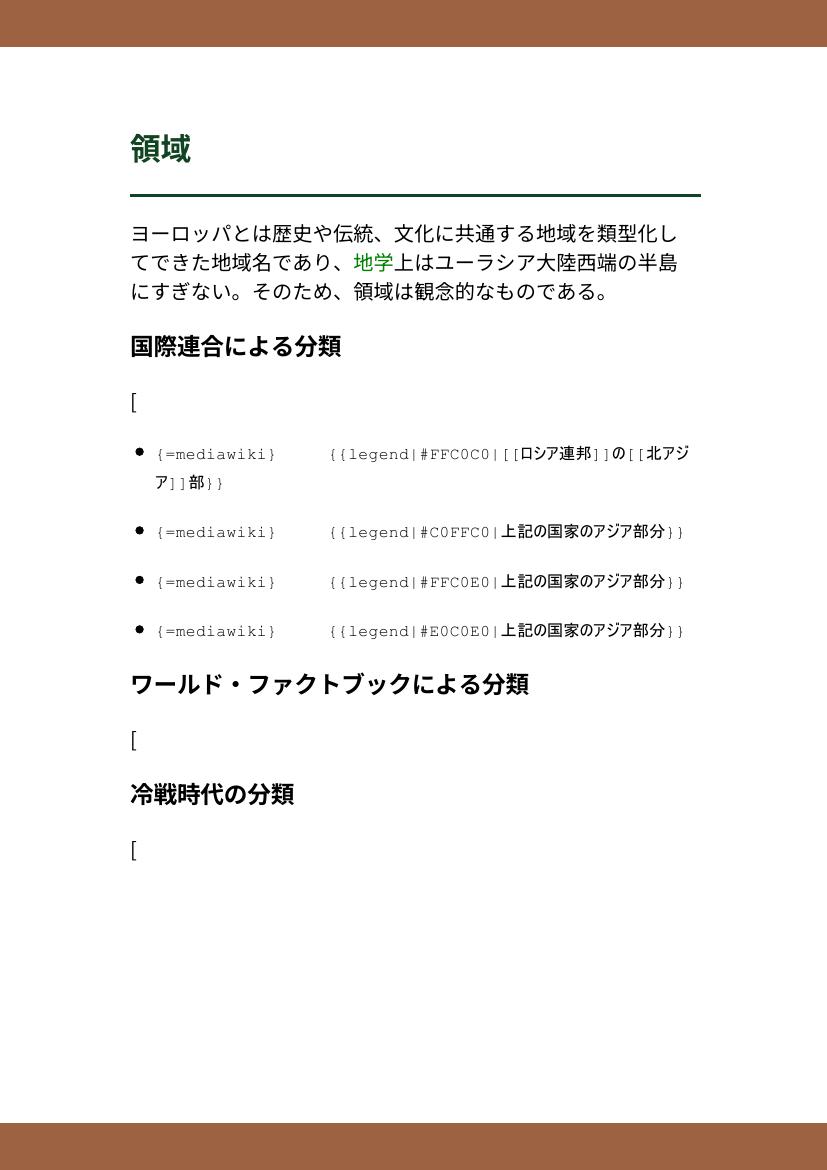 領域
ヨーロッパとは歴史や伝統、文化に共通する地域を類型化し
てできた地域名であり、地学上はユーラシア大陸西端の半島
にすぎない。そのため、領域は観念的なものである。
国際連合による分類
[
• {=mediawiki} {{legend|#FFC0C0|[[ロシア連邦]]の[[北アジ
ア]]部}}
• {=mediawiki} {{legend|#C0FFC0|上記の国家のアジア部分}}
• {=mediawiki} {{legend|#FFC0E0|上記の国家のアジア部分}}
• {=mediawiki} {{legend|#E0C0E0|上記の国家のアジア部分}}
ワールド・ファクトブックによる分類
[
冷戦時代の分類
[